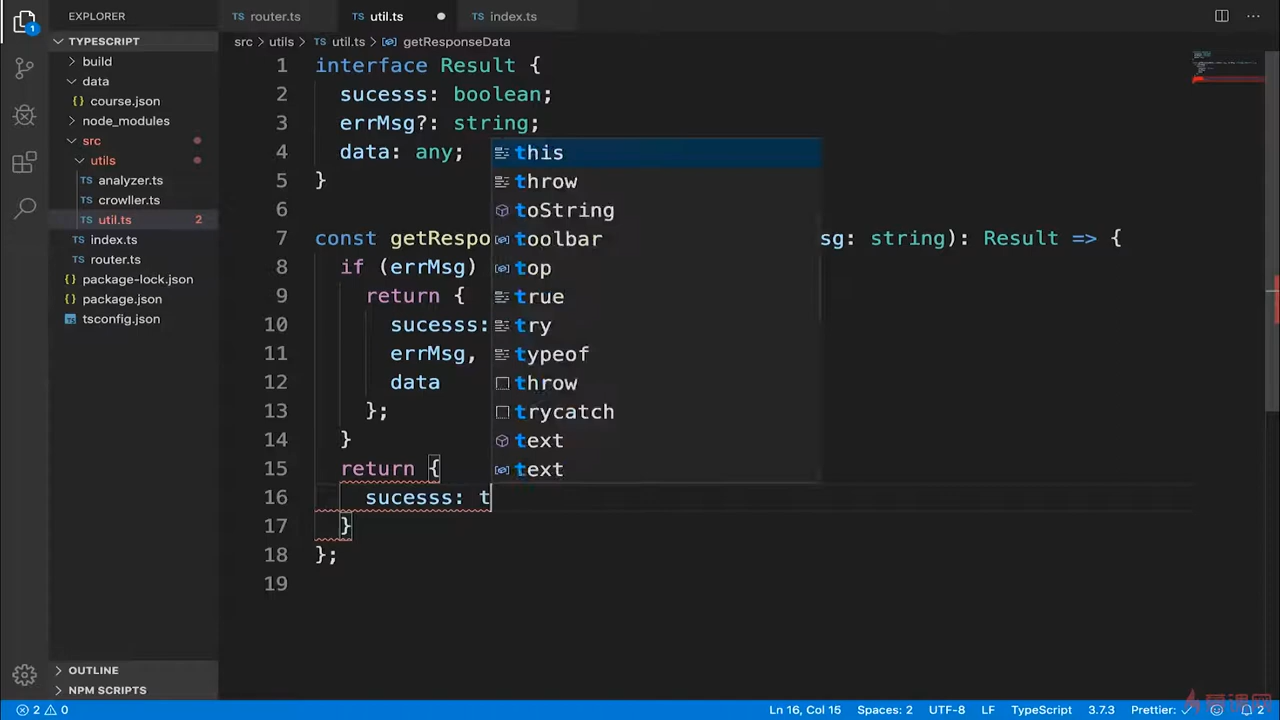 EXPLORER
router.ts
util.ts
index.ts
1
TYPESCRIPT
src > utils > TS util.ts > getResponseData
build
data
course.json
node_modules
src
utils
TS analyzer.ts
TS crowller.ts
TS util.ts 2
TS index.ts
TS router.ts
package-lock.json
package.json
tsconfig.json
OUTLINE
NPM SCRIPTS
1 interface Result {
2 sucesss: boolean;
3 errMsg?: string;
4 data: any;
5 }
6
7 const getRespo sg: string): Result => {
8 if (errMsg)
9 return {
10 sucesss:
11 errMsg,
12 data
13 };
14 }
15 return {
16 sucesss: t
17 }
18 };
19
this
throw
toString
toolbar
top
true
try
typeof
throw
trycatch
text
text
2 0 Ln 16, Col 15 Spaces: 2 UTF-8 LF TypeScript 3.7.3 Prettier: ✓ 2
慕课网